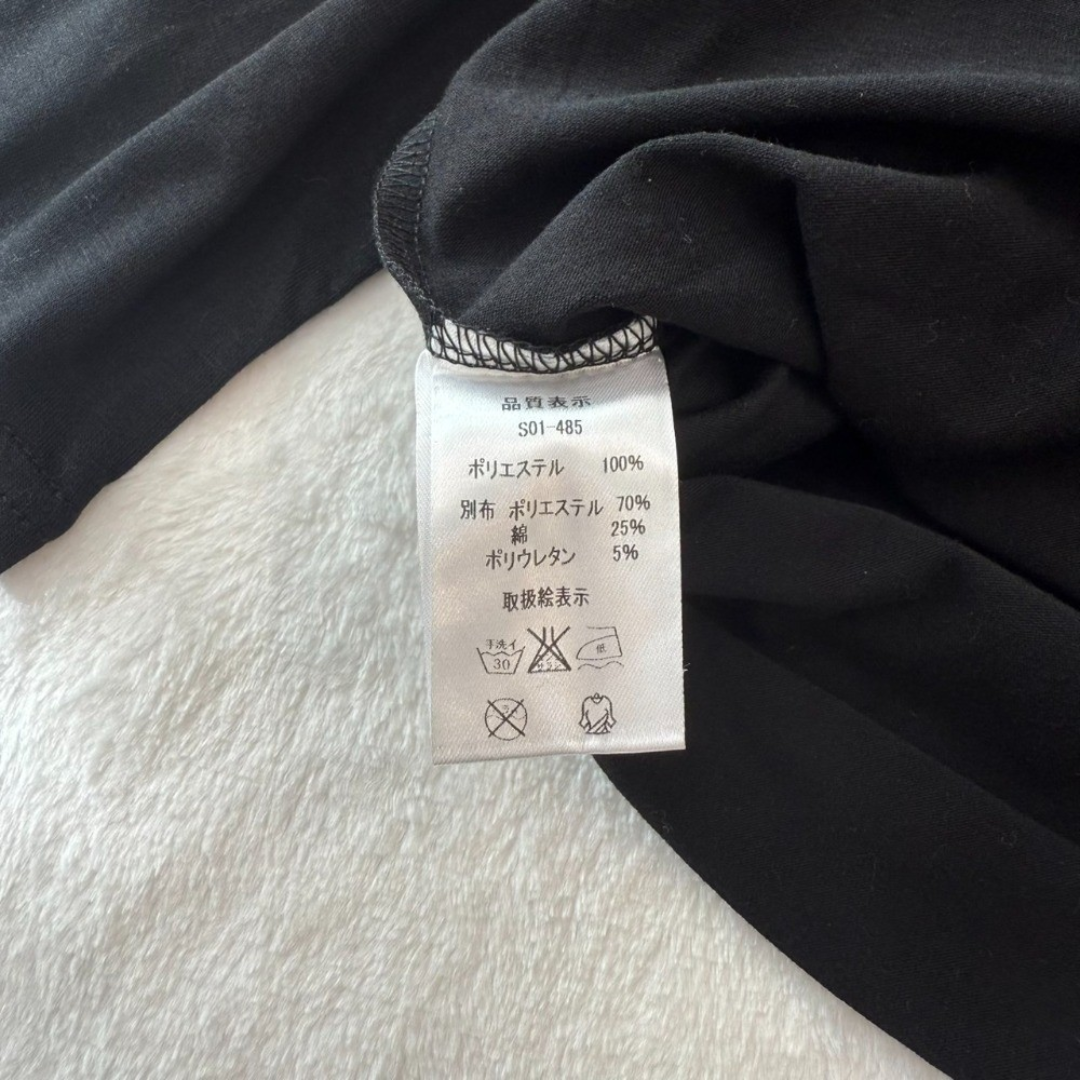 品質表示
S01-485
ポリエステル 100%
別布 ポリエステル 70%
綿 25%
ポリウレタン 5%
取扱絵表示
手洗イ
30